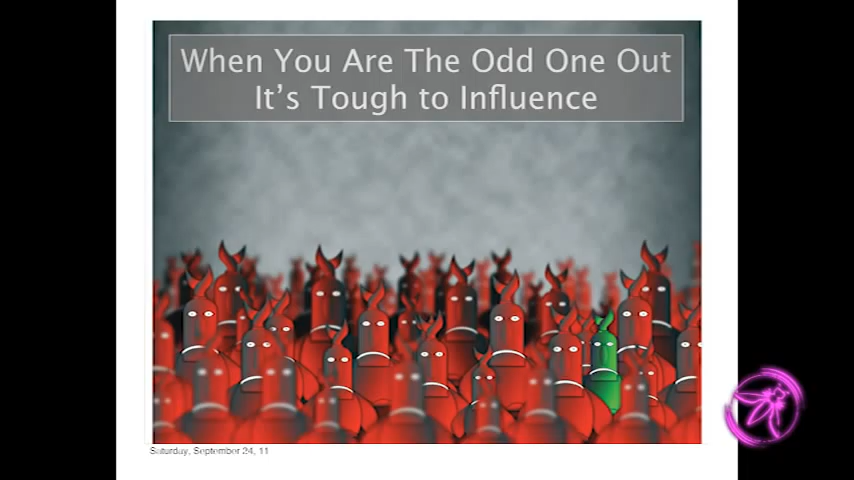 When You Are The Odd One Out
It's Tough to Influence
Saturday, September 24, 11